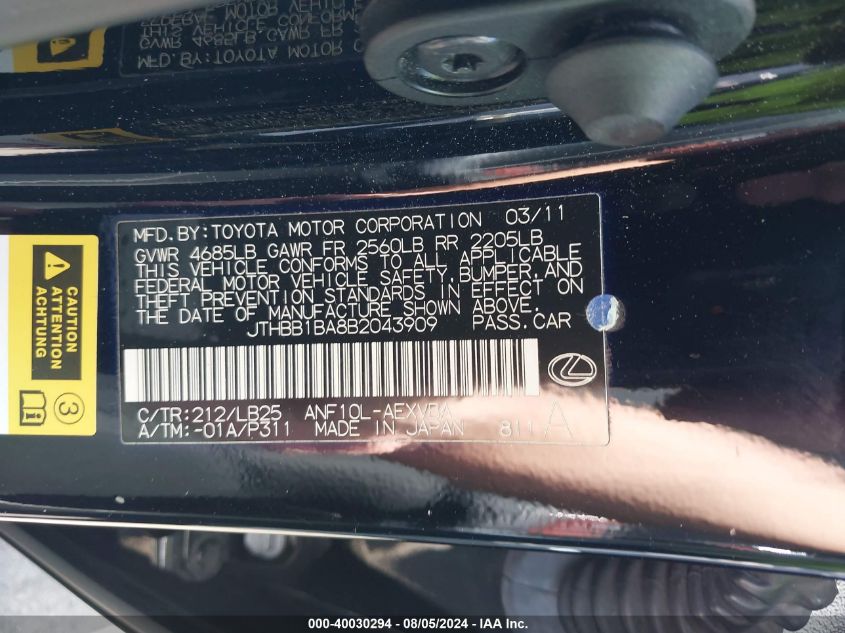 MFD.BY:TOYOTA MOTOR CORPORATION 03/11
GVWR 4685LB GAWR FR 2560LB RR 2205LB
THIS VEHICLE CONFORMS TO ALL APPLICABLE
FEDERAL MOTOR VEHICLE SAFETY, BUMPER, AND
THEFT PREVENTION STANDARDS IN EFFECT ON
THE DATE OF MANUFACTURE SHOWN ABOVE.
JTHBB1BA8B2043909 PASS.CAR
C/TR:212/LB25 ANF10L-AEXVBA
A/TM:-01A/P311 MADE IN JAPAN 811 A
CAUTION
ATTENTION
ACHTUNG
i
3
000-40030294 - 08/05/2024 - IAA Inc.